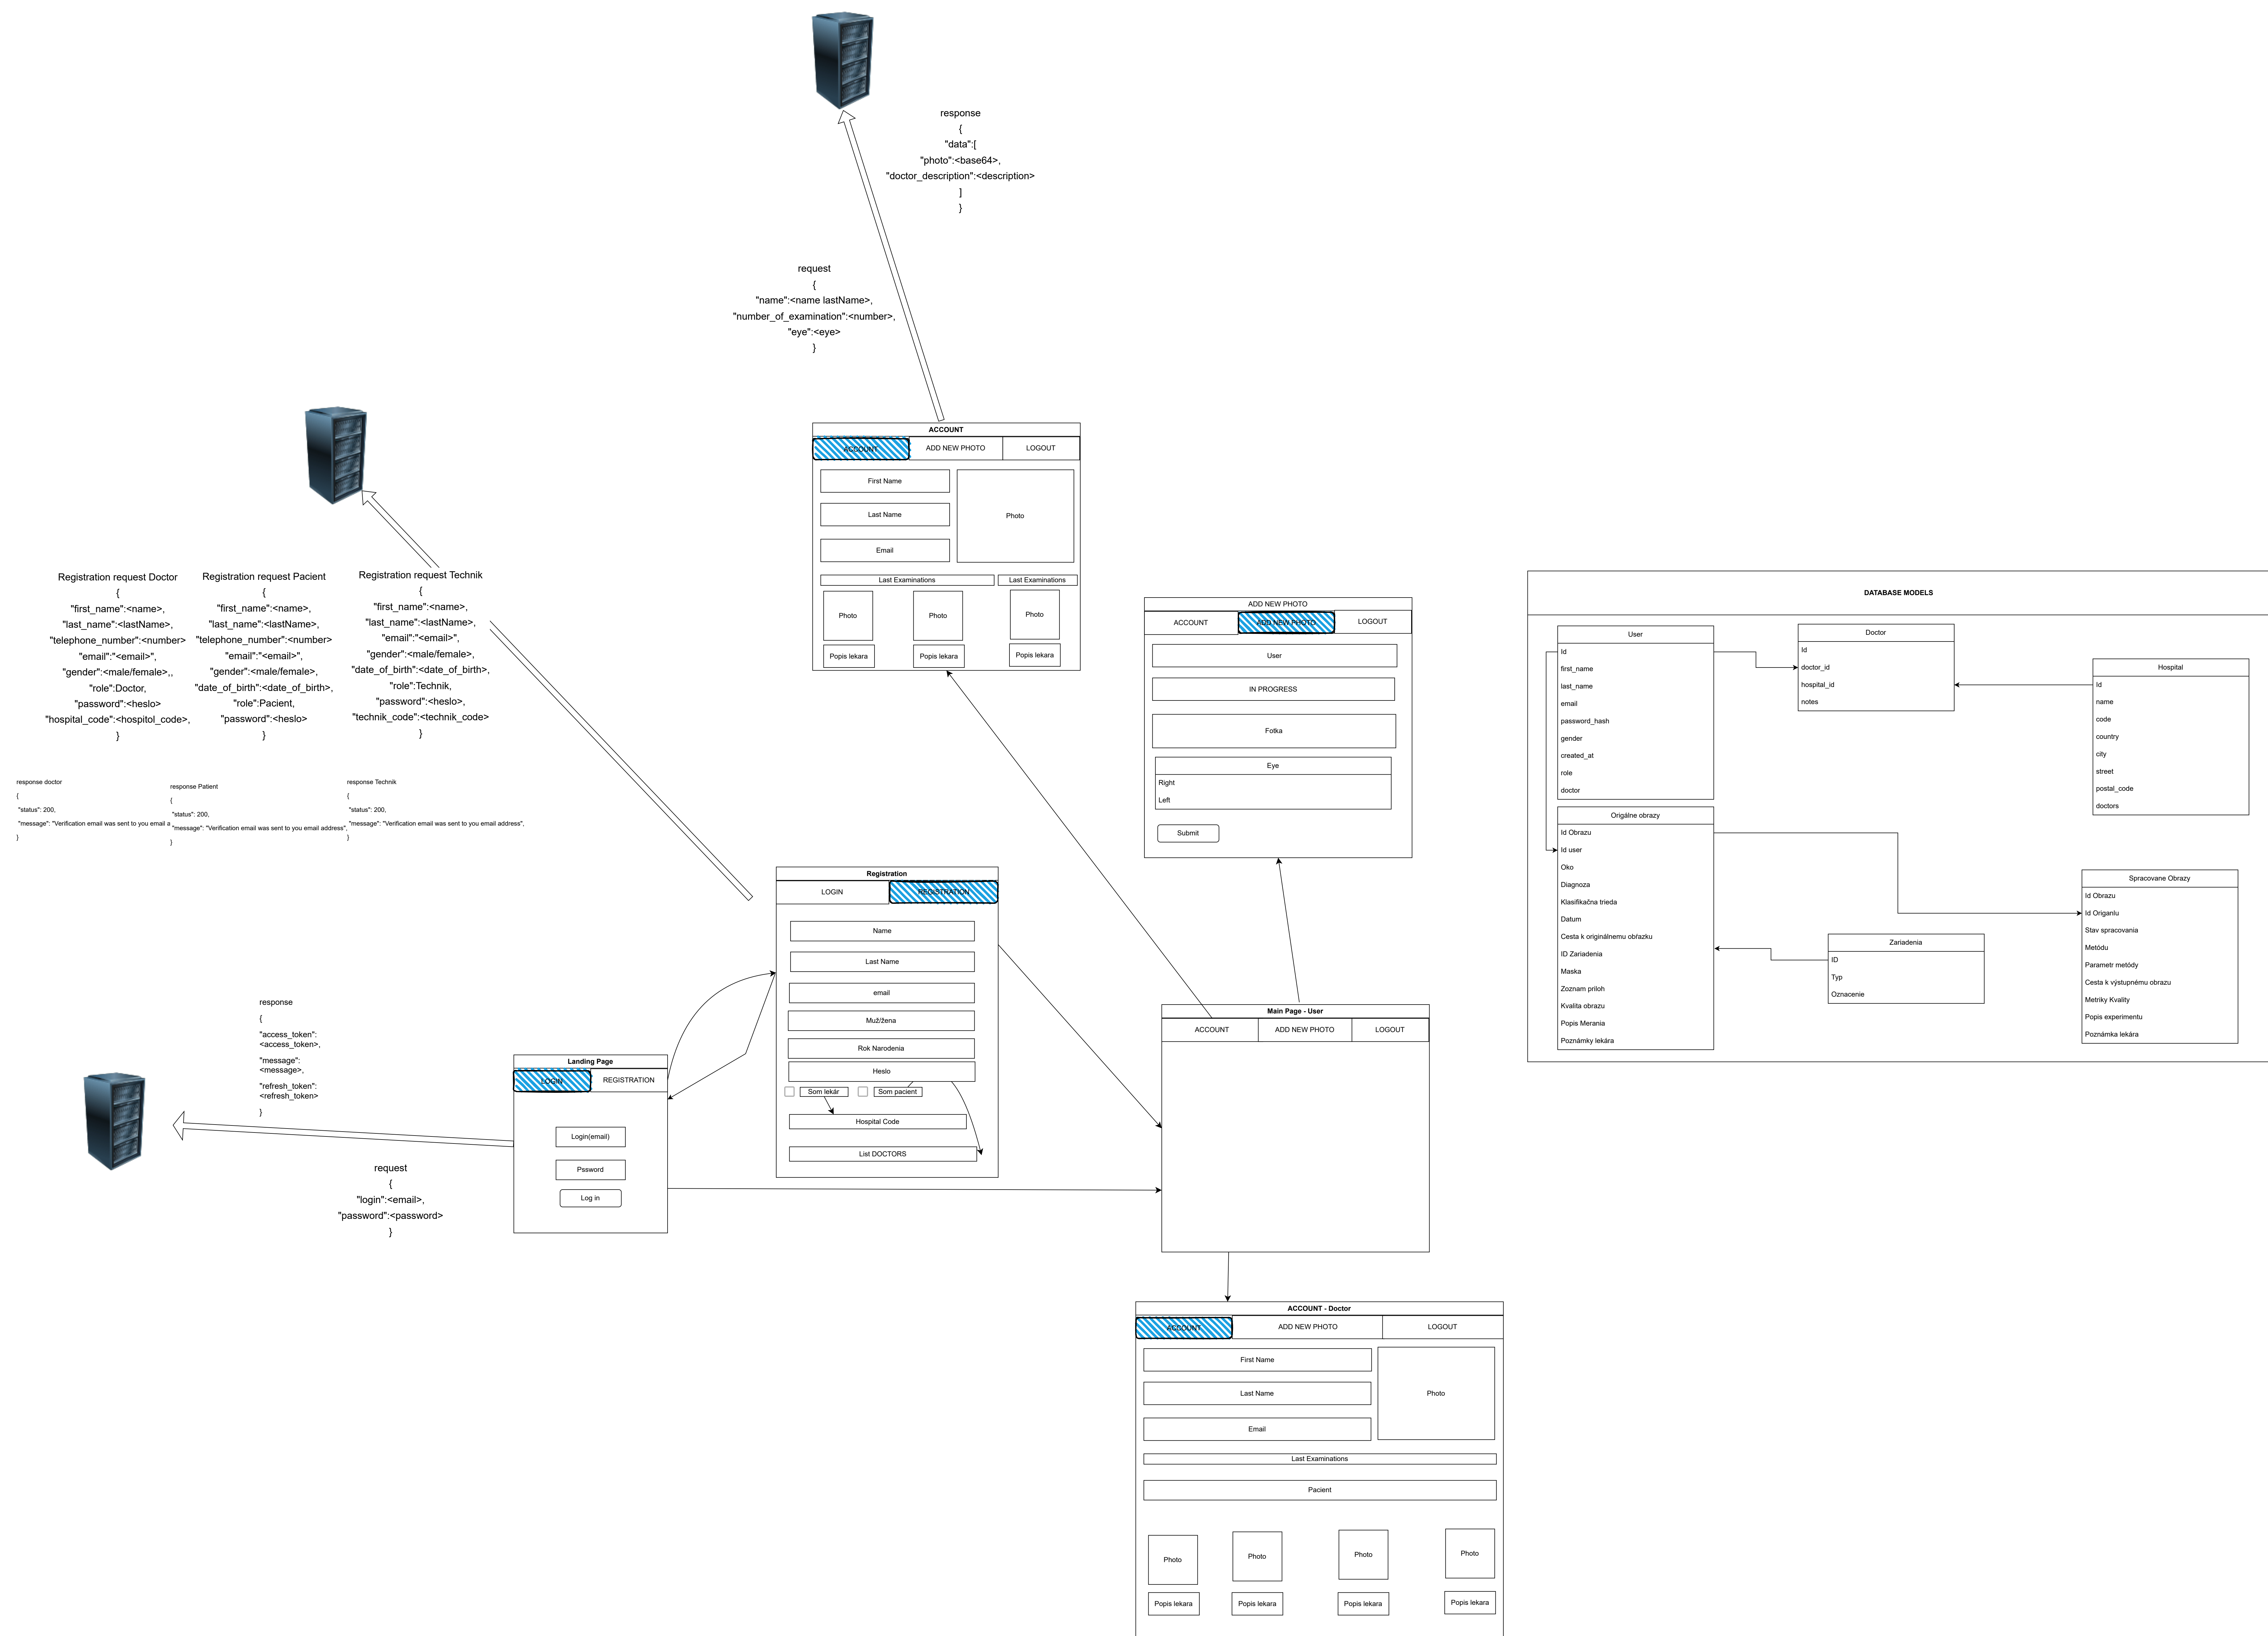 response
{
"data":[
"photo":<base64>,
"doctor_description":<description>
]
}
request
{
"name":<name lastName>,
"number_of_examination":<number>,
"eye":<eye>
}
ACCOUNT
ACCOUNT
ADD NEW PHOTO
LOGOUT
First Name
Last Name
Email
Photo
Last Examinations
Last Examinations
Photo
Photo
Photo
Popis lekara
Popis lekara
Popis lekara
Registration request Doctor
{
"first_name":<name>,
"last_name":<lastName>,
"telephone_number":<number>
"email":"<email>",
"gender":<male/female>,,
"role":Doctor,
"password":<heslo>
"hospital_code":<hospitol_code>,
}
Registration request Pacient
{
"first_name":<name>,
"last_name":<lastName>,
"telephone_number":<number>
"email":"<email>",
"gender":<male/female>,
"date_of_birth":<date_of_birth>,
"role":Pacient,
"password":<heslo>
}
Registration request Technik
{
"first_name":<name>,
"last_name":<lastName>,
"email":"<email>",
"gender":<male/female>,
"date_of_birth":<date_of_birth>,
"role":Technik,
"password":<heslo>,
"technik_code":<technik_code>
}
response doctor
{
"status": 200,
"message": "Verification email was sent to you email a
}
response Patient
{
"status": 200,
"message": "Verification email was sent to you email address",
}
response Technik
{
"status": 200,
"message": "Verification email was sent to you email address",
}
ADD NEW PHOTO
ACCOUNT
ADD NEW PHOTO
LOGOUT
User
IN PROGRESS
Fotka
Eye
Right
Left
Submit
DATABASE MODELS
User
Id
first_name
last_name
email
password_hash
gender
created_at
role
doctor
Doctor
Id
doctor_id
hospital_id
notes
Hospital
Id
name
code
country
city
street
postal_code
doctors
Origálne obrazy
Id Obrazu
Id user
Oko
Diagnoza
Klasifikačna trieda
Datum
Cesta k originálnemu obřazku
ID Zariadenia
Maska
Zoznam priloh
Kvalita obrazu
Popis Merania
Poznámky lekára
Zariadenia
ID
Typ
Oznacenie
Spracovane Obrazy
Id Obrazu
Id Origanlu
Stav spracovania
Metódu
Parametr metódy
Cesta k výstupnému obrazu
Metriky Kvality
Popis experimentu
Poznámka lekára
Registration
LOGIN
REGISTRATION
Name
Last Name
email
Muž/žena
Rok Narodenia
Heslo
Som lekár
Som pacient
Hospital Code
List DOCTORS
response
{
"access_token":
<access_token>,
"message":
<message>,
"refresh_token":
<refresh_token>
}
request
{
"login":<email>,
"password":<password>
}
Landing Page
LOGIN
REGISTRATION
Login(email)
Pssword
Log in
Main Page - User
ACCOUNT
ADD NEW PHOTO
LOGOUT
ACCOUNT - Doctor
ACCOUNT
ADD NEW PHOTO
LOGOUT
First Name
Last Name
Email
Photo
Last Examinations
Pacient
Photo
Photo
Photo
Photo
Popis lekara
Popis lekara
Popis lekara
Popis lekara